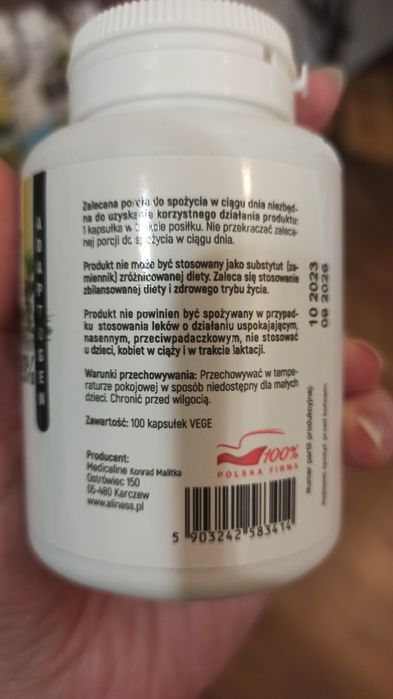 Zalecana porcja do spożycia w ciągu dnia niezbęd-
na do uzyskania korzystnego działania produktu:
1 kapsułka w trakcie posiłku. Nie przekraczać zaleca-
nej porcji do spożycia w ciągu dnia.
Produkt nie może być stosowany jako substytut (za-
miennik) zróżnicowanej diety. Zaleca się stosowanie
zbilansowanej diety i zdrowego trybu życia.
Produkt nie powinien być spożywany w przypad-
ku stosowania leków o działaniu uspokajającym,
nasennym, przeciwpadaczkowym, nie stosować
u dzieci, kobiet w ciąży i w trakcie laktacji.
Warunki przechowywania: Przechowywać w tempe-
raturze pokojowej w sposób niedostępny dla małych
dzieci. Chronić przed wilgocią.
Zawartość: 100 kapsułek VEGE
Producent:
Medicaline Konrad Malitka
Ostrówiec 150
05-480 Karczew
www.aliness.pl
100%
POLSKA FIRMA
5 903242 583414
10 2023
09 2026
Numer partii produkcyjnej:
ADAPTOGEN